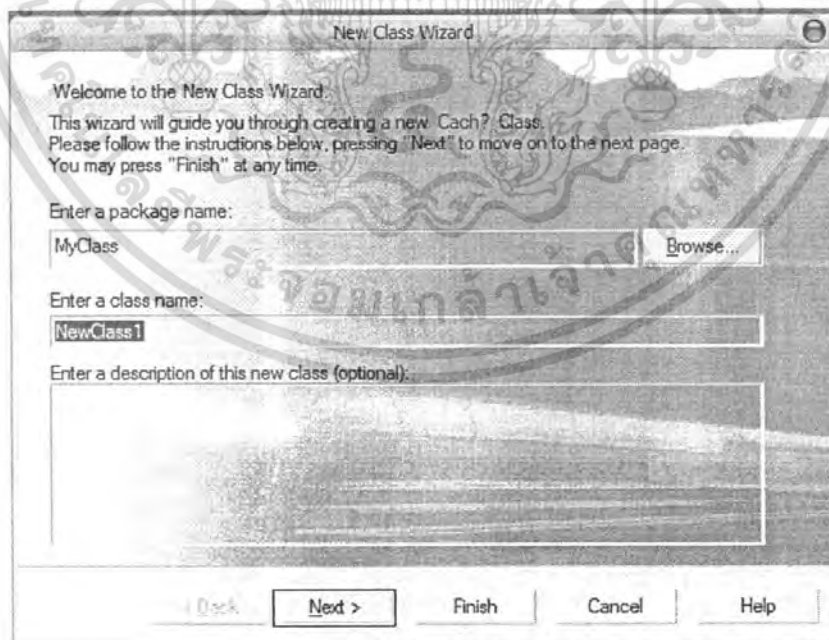 New Class Wizard
Welcome to the New Class Wizard.
This wizard will guide you through creating a new Cach? Class.
Please follow the instructions below, pressing "Next" to move on to the next page.
You may press "Finish" at any time.
Enter a package name:
MyClass
Browse...
Enter a class name:
NewClass1
Enter a description of this new class (optional):
Next >
Finish
Cancel
Help